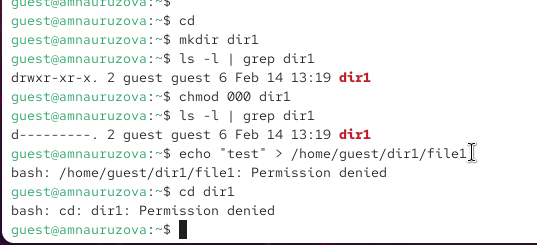 guest@amnauruzova:~$
guest@amnauruzova:~$ cd
guest@amnauruzova:~$ mkdir dir1
guest@amnauruzova:~$ ls -l | grep dir1
drwxr-xr-x. 2 guest guest 6 Feb 14 13:19 dir1
guest@amnauruzova:~$ chmod 000 dir1
guest@amnauruzova:~$ ls -l | grep dir1
d---------. 2 guest guest 6 Feb 14 13:19 dir1
guest@amnauruzova:~$ echo "test" > /home/guest/dir1/file1
bash: /home/guest/dir1/file1: Permission denied
guest@amnauruzova:~$ cd dir1
bash: cd: dir1: Permission denied
guest@amnauruzova:~$